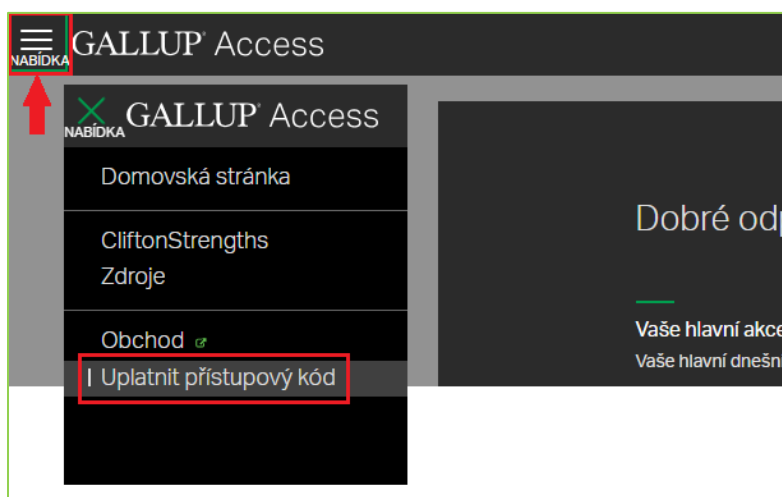 GALLUP® Access
NABÍDKA
GALLUP® Access
NABÍDKA
Domovská stránka
CliftonStrengths
Zdroje
Obchod
Uplatnit přístupový kód
Dobré od
Vaše hlavní akce
Vaše hlavní dnešn